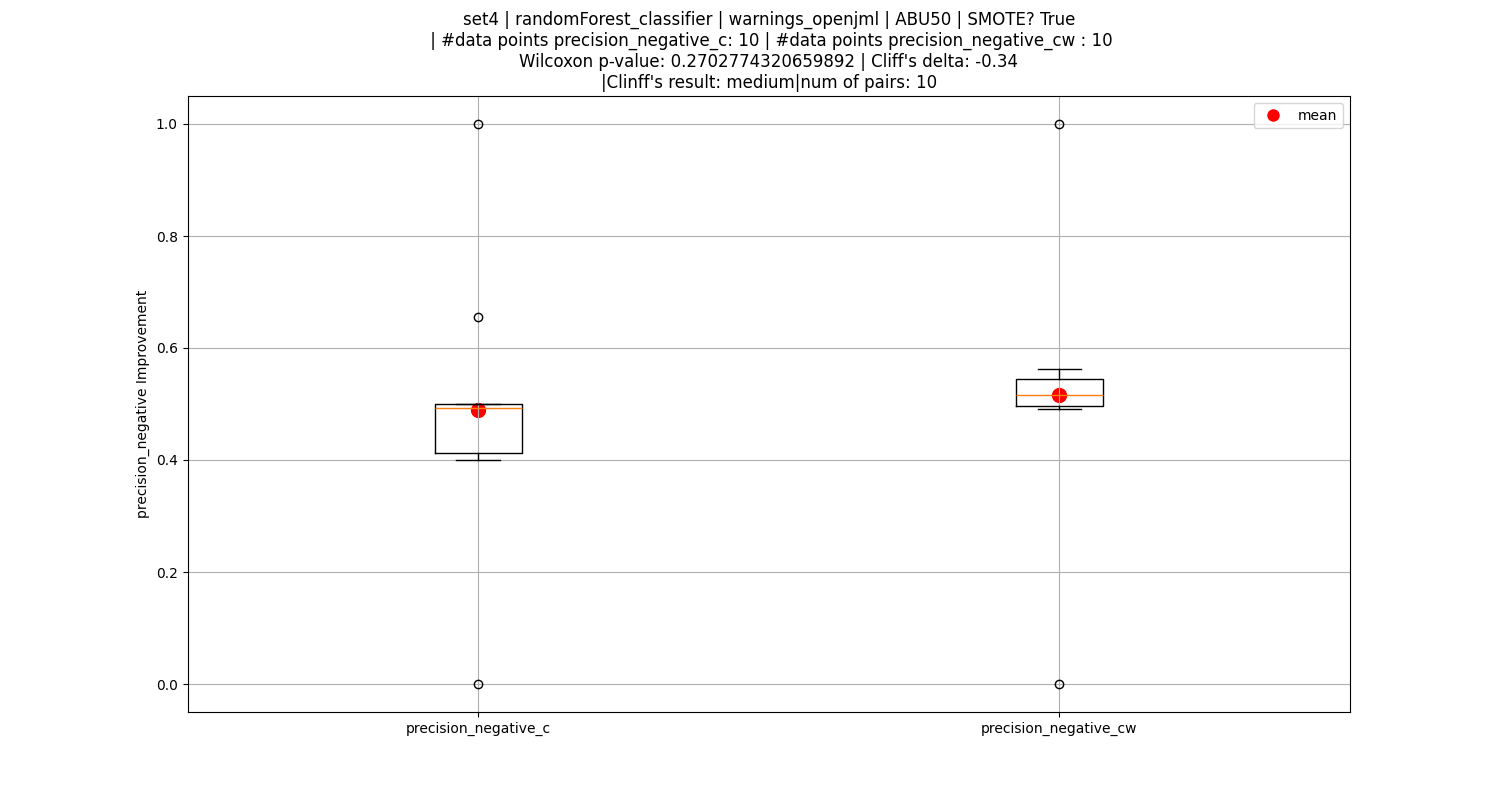 set4 | randomForest_classifier | warnings_openjml | ABU50 | SMOTE? True
| #data points precision_negative_c: 10 | #data points precision_negative_cw : 10
Wilcoxon p-value: 0.2702774320659892 | Cliff's delta: -0.34
|Clinff's result: medium|num of pairs: 10
mean
1.0
0.8
0.6
0.4
0.2
0.0
precision_negative Improvement
precision_negative_c
precision_negative_cw